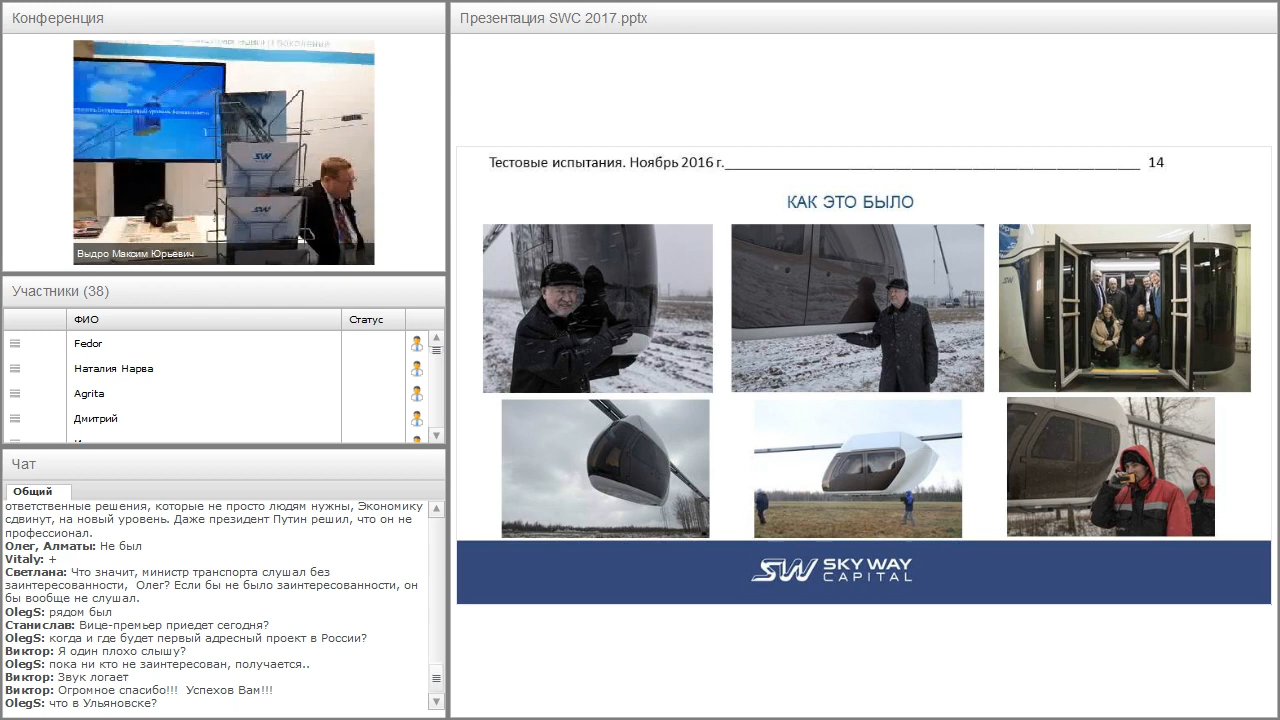 Конференция
Выдро Максим Юрьевич
Участники (38)
ФИО
Статус
Fedor
Наталия Нарва
Agrita
Дмитрий
Чат
Общий
ответственные решения, которые не просто людям нужны, Экономику
сдвинут, на новый уровень. Даже президент Путин решил, что он не
профессионал.
Олег, Алматы: Не был
Vitaly: +
Светлана: Что значит, министр транспорта слушал без
заинтересованности, Олег? Если бы не было заинтересованности, он
бы вообще не слушал.
OlegS: рядом был
Станислав: Вице-премьер приедет сегодня?
OlegS: когда и где будет первый адресный проект в России?
Виктор: Я один плохо слышу?
OlegS: пока ни кто не заинтересован, получается..
Виктор: Звук логает
Виктор: Огромное спасибо!!! Успехов Вам!!!
OlegS: что в Ульяновске?
Презентация SWC 2017.pptx
Тестовые испытания. Ноябрь 2016 г. 14
КАК ЭТО БЫЛО
SW
SW
SW
SW SKY WAY
CAPITAL